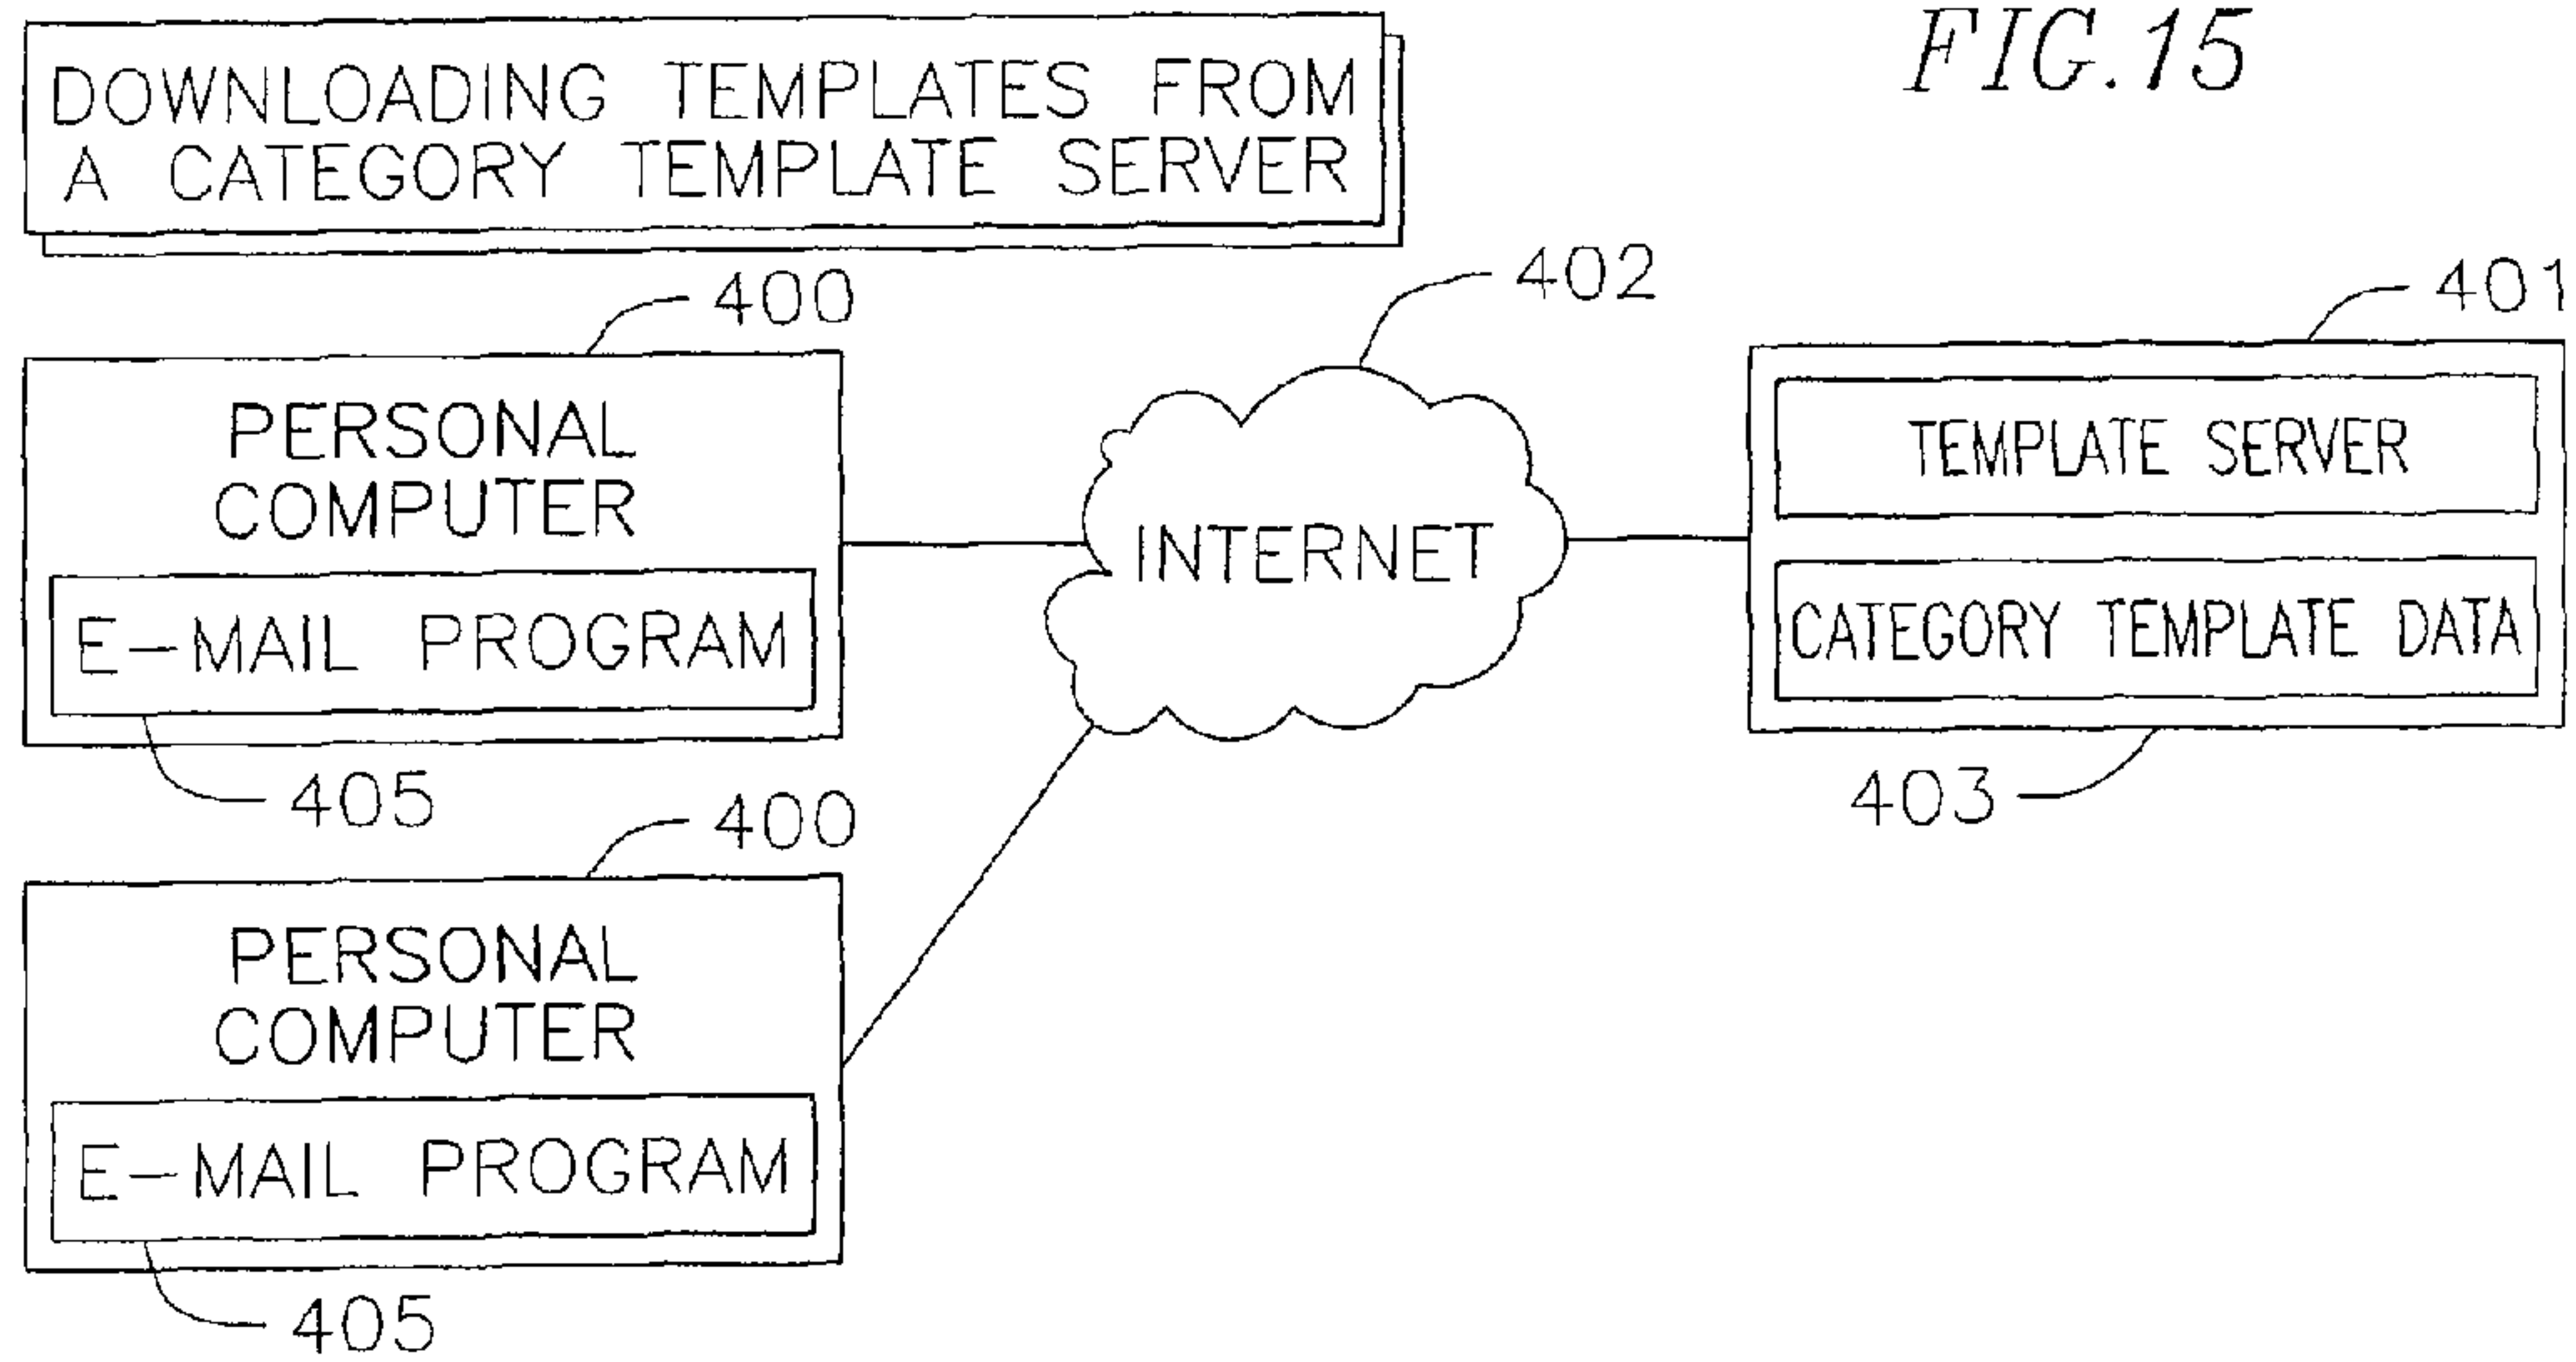 FIG.15
DOWNLOADING TEMPLATES FROM
A CATEGORY TEMPLATE SERVER
400
PERSONAL
COMPUTER
E-MAIL PROGRAM
405
400
PERSONAL
COMPUTER
E-MAIL PROGRAM
405
402
INTERNET
401
TEMPLATE SERVER
CATEGORY TEMPLATE DATA
403